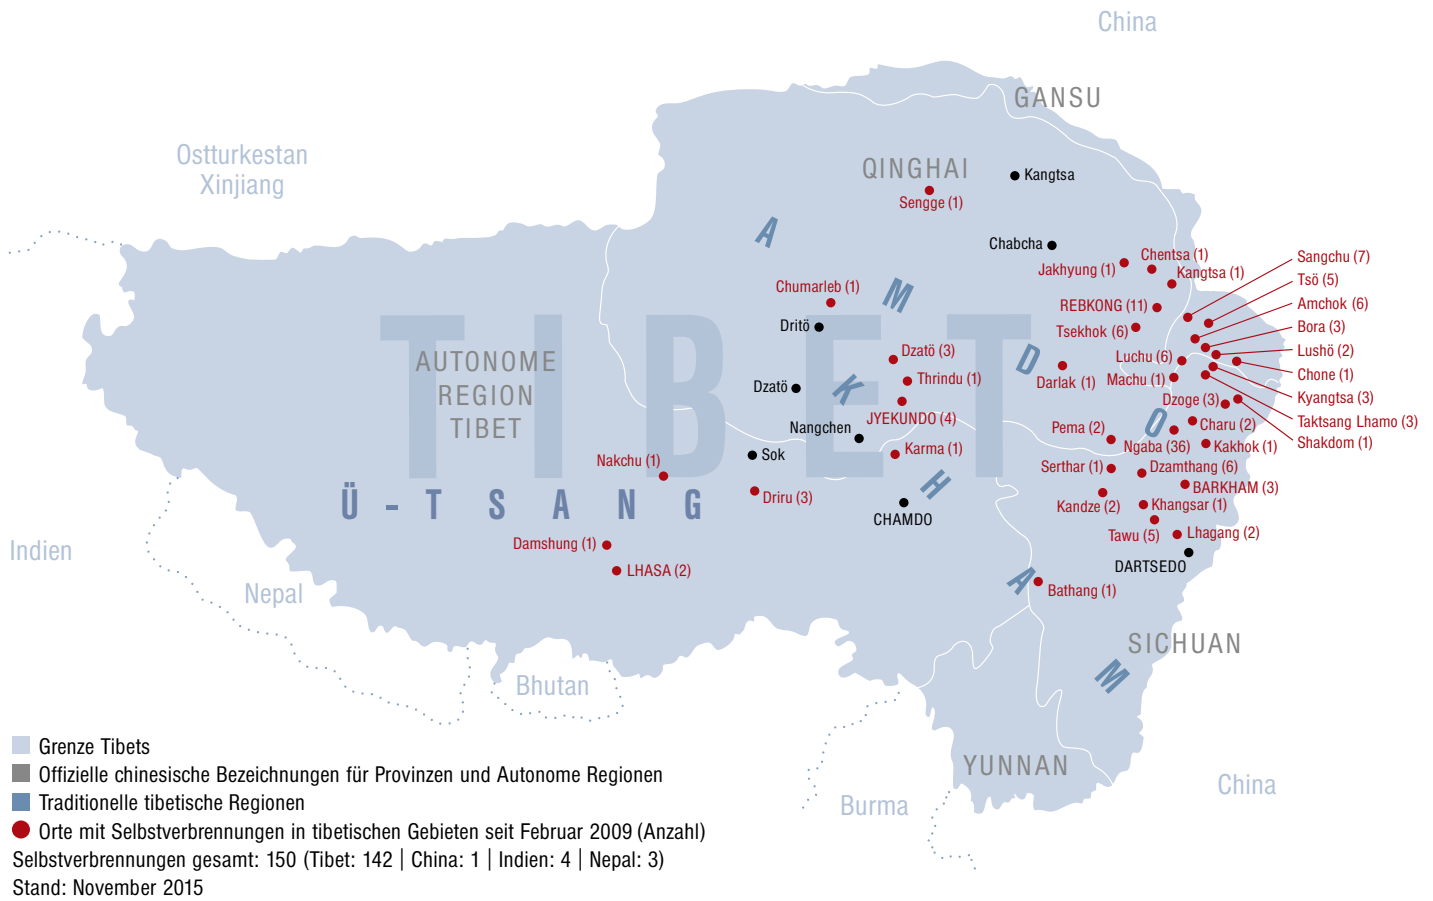 China
GANSU
Ostturkestan
Xinjiang
QINGHAI
Kangtsa
Sengge (1)
A
Chabcha
Chentsa (1)
Jakhyung (1)
Kangtsa (1)
Sangchu (7)
Tsö (5)
Amchok (6)
Bora (3)
Lushö (2)
Chone (1)
Kyangtsa (3)
Taktsang Lhamo (3)
Shakdom (1)
Chumarleb (1)
M
REBKONG (11)
Dritö
Tsekhok (6)
TIBET
AUTONOME
REGION
TIBET
Dzatö (3)
D
Luchu (6)
Thrindu (1)
Darlak (1)
Machu (1)
Dzatö
K
Dzoge (3)
JYEKUNDO (4)
O
Nangchen
Pema (2)
Charu (2)
Karma (1)
Ngaba (36)
Kakhok (1)
Sok
Nakchu (1)
Serthar (1)
Dzamthang (6)
H
BARKHAM (3)
Ü-TSANG
Driru (3)
Kandze (2)
Khangsar (1)
CHAMDO
Tawu (5)
Lhagang (2)
Damshung (1)
Indien
DARTSEDO
LHASA (2)
A
Bathang (1)
Nepal
SICHUAN
Bhutan
M
Grenze Tibets
YUNNAN
Offizielle chinesische Bezeichnungen für Provinzen und Autonome Regionen
China
Traditionelle tibetische Regionen
Burma
Orte mit Selbstverbrennungen in tibetischen Gebieten seit Februar 2009 (Anzahl)
Selbstverbrennungen gesamt: 150 (Tibet: 142 | China: 1 | Indien: 4 | Nepal: 3)
Stand: November 2015